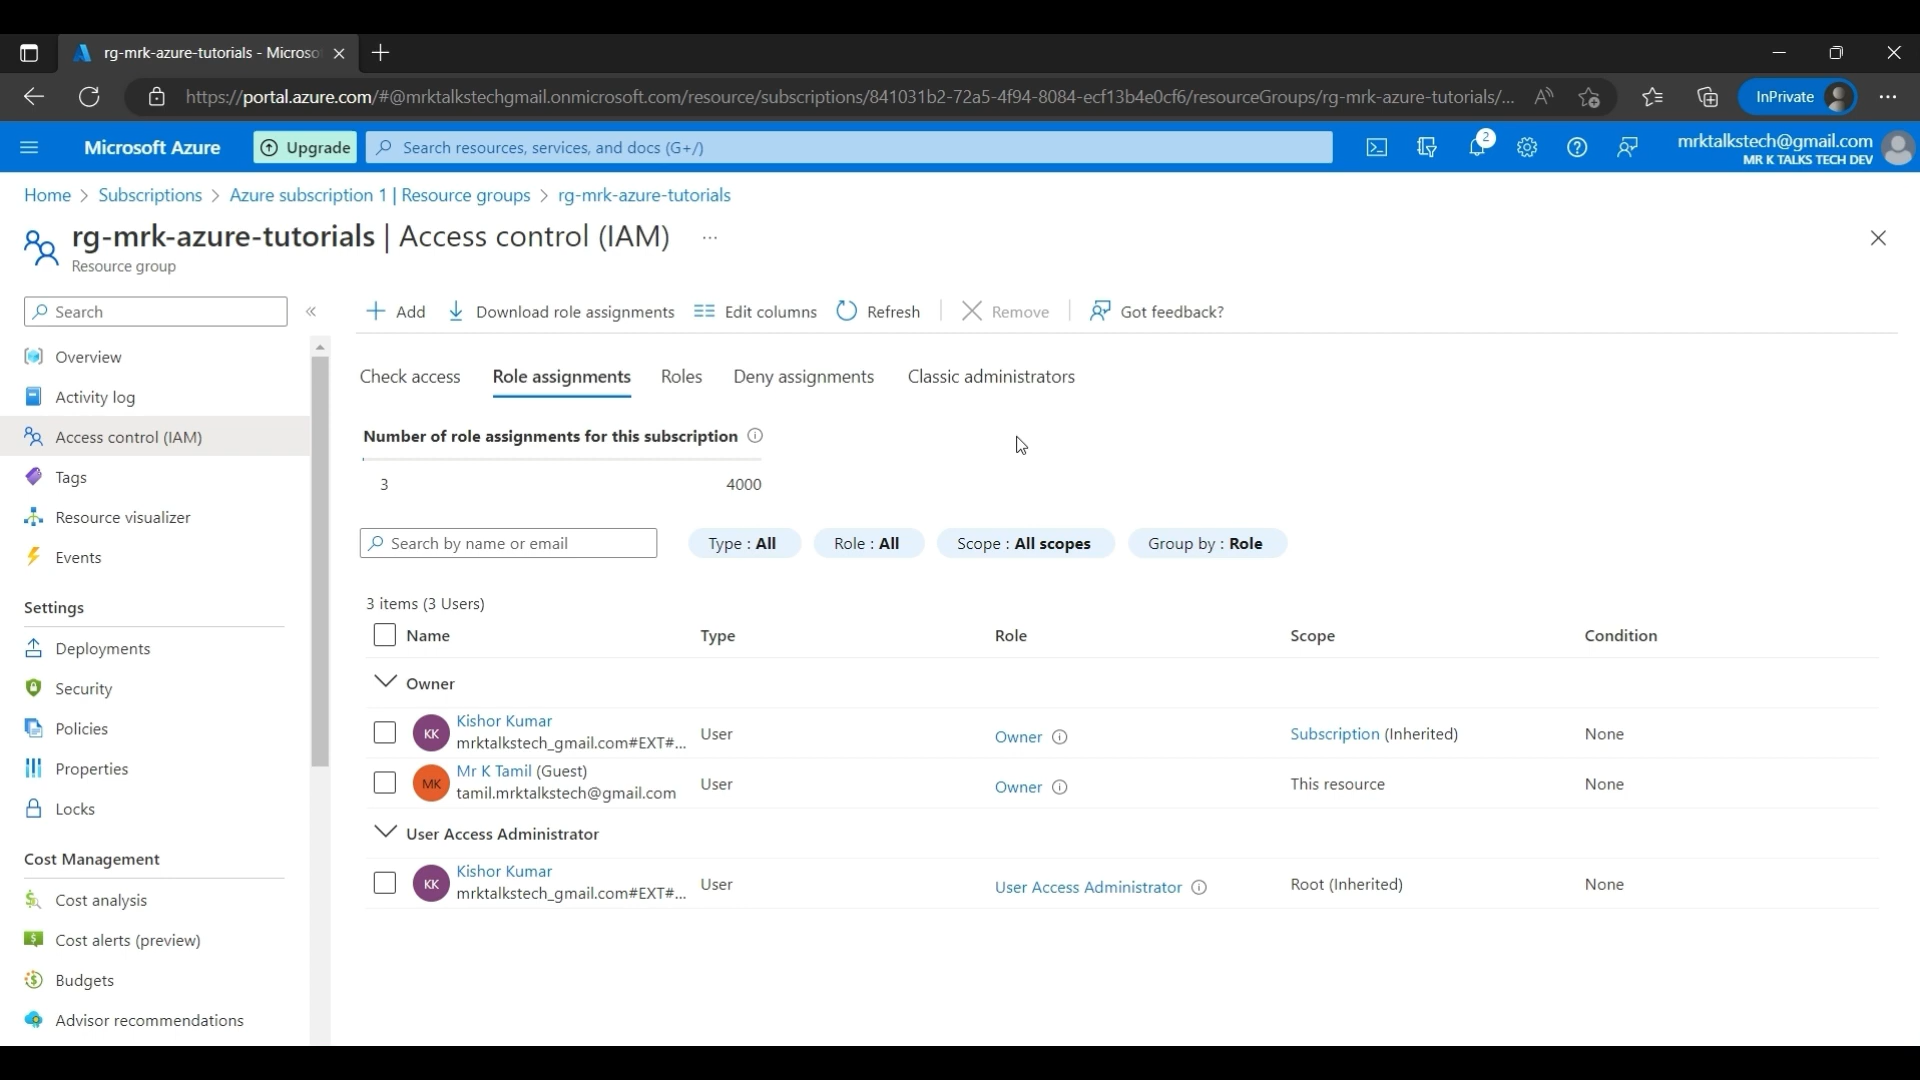 rg-mrk-azure-tutorials - Microso
https://portal.azure.com/#@mrktalkstechgmail.onmicrosoft.com/resource/subscriptions/841031b2-72a5-4f94-8084-ecf13b4e0cf6/resourceGroups/rg-mrk-azure-tutorials/... InPrivate
Microsoft Azure Upgrade Search resources, services, and docs (G+/) 2 mrktalkstech@gmail.com
MR K TALKS TECH DEV
Home > Subscriptions > Azure subscription 1 | Resource groups > rg-mrk-azure-tutorials
rg-mrk-azure-tutorials | Access control (IAM) ...
Resource group
Search
Overview
Activity log
Access control (IAM)
Tags
Resource visualizer
Events
Settings
Deployments
Security
Policies
Properties
Locks
Cost Management
Cost analysis
Cost alerts (preview)
Budgets
Advisor recommendations
Add Download role assignments Edit columns Refresh Remove Got feedback?
Check access Role assignments Roles Deny assignments Classic administrators
Number of role assignments for this subscription
3 4000
Search by name or email Type : All Role : All Scope : All scopes Group by : Role
3 items (3 Users)
Name Type Role Scope Condition
Owner
KK Kishor Kumar
mrktalkstech_gmail.com#EXT#... User Owner Subscription (Inherited) None
MK Mr K Tamil (Guest)
tamil.mrktalkstech@gmail.com User Owner This resource None
User Access Administrator
KK Kishor Kumar
mrktalkstech_gmail.com#EXT#... User User Access Administrator Root (Inherited) None